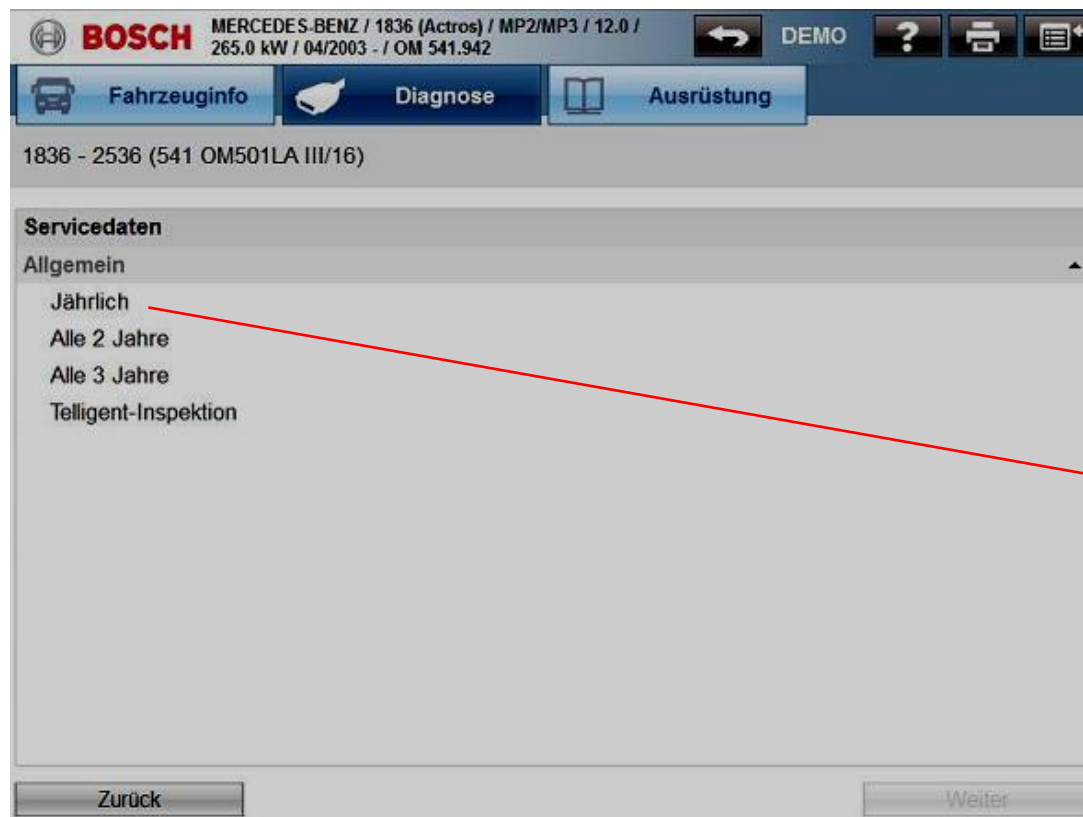 BOSCH
MERCEDES-BENZ / 1836 (Actros) / MP2/MP3 / 12.0 /
265.0 kW / 04/2003 - / OM 541.942
DEMO
?
Fahrzeuginfo
Diagnose
Ausrüstung
1836 - 2536 (541 OM501LA III/16)
Servicedaten
Allgemein
Jährlich
Alle 2 Jahre
Alle 3 Jahre
Telligent-Inspektion
Zurück
Weiter